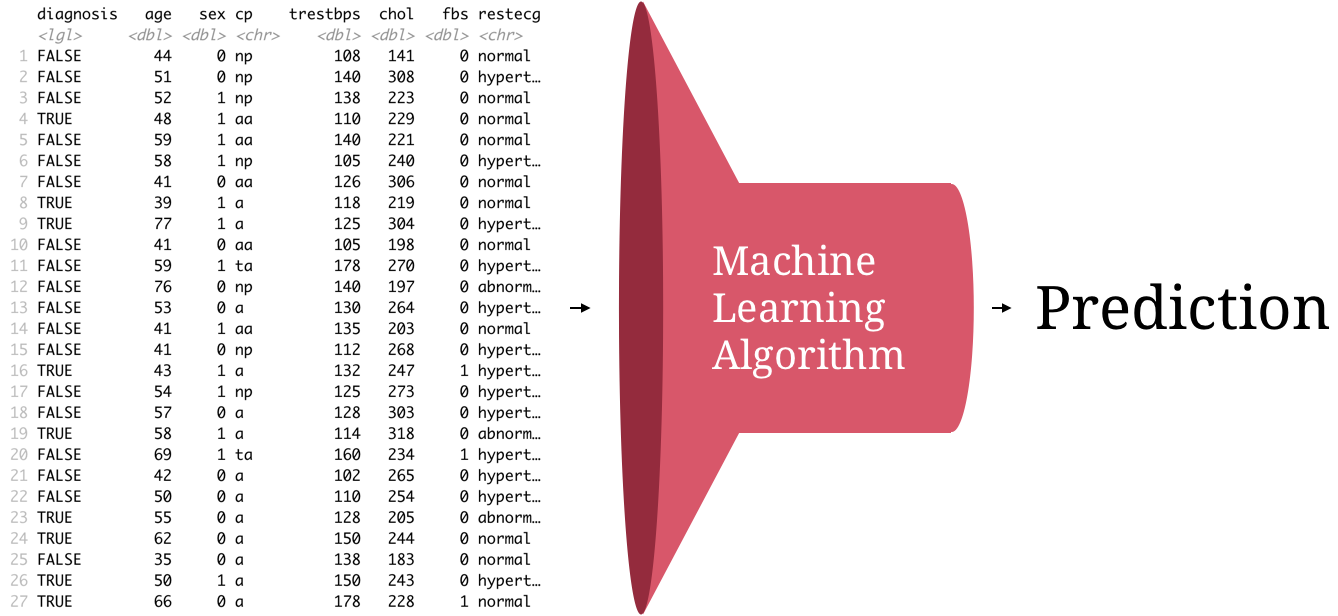 diagnosis age sex cp trestbps chol fbs restecg
<lgl> <dbl> <dbl> <chr> <dbl> <dbl> <dbl> <chr>
1 FALSE 44 0 np 108 141 0 normal
2 FALSE 51 0 np 140 308 0 hypert…
3 FALSE 52 1 np 138 223 0 normal
4 TRUE 48 1 aa 110 229 0 normal
5 FALSE 59 1 aa 140 221 0 normal
6 FALSE 58 1 np 105 240 0 hypert…
7 FALSE 41 0 aa 126 306 0 normal
8 TRUE 39 1 a 118 219 0 normal
9 TRUE 77 1 a 125 304 0 hypert…
10 FALSE 41 0 aa 105 198 0 normal
11 FALSE 59 1 ta 178 270 0 hypert…
12 FALSE 76 0 np 140 197 0 abnorm…
13 FALSE 53 0 a 130 264 0 hypert…
14 FALSE 41 1 aa 135 203 0 normal
15 FALSE 41 0 np 112 268 0 hypert…
16 TRUE 43 1 a 132 247 1 hypert…
17 FALSE 54 1 np 125 273 0 hypert…
18 FALSE 57 0 a 128 303 0 hypert…
19 TRUE 58 1 a 114 318 0 abnorm…
20 FALSE 69 1 ta 160 234 1 hypert…
21 FALSE 42 0 a 102 265 0 hypert…
22 FALSE 50 0 a 110 254 0 hypert…
23 TRUE 55 0 a 128 205 0 abnorm…
24 TRUE 62 0 a 150 244 0 normal
25 FALSE 35 0 a 138 183 0 normal
26 TRUE 50 1 a 150 243 0 hypert…
27 TRUE 66 0 a 178 228 1 normal
Machine
Learning
Algorithm
Prediction